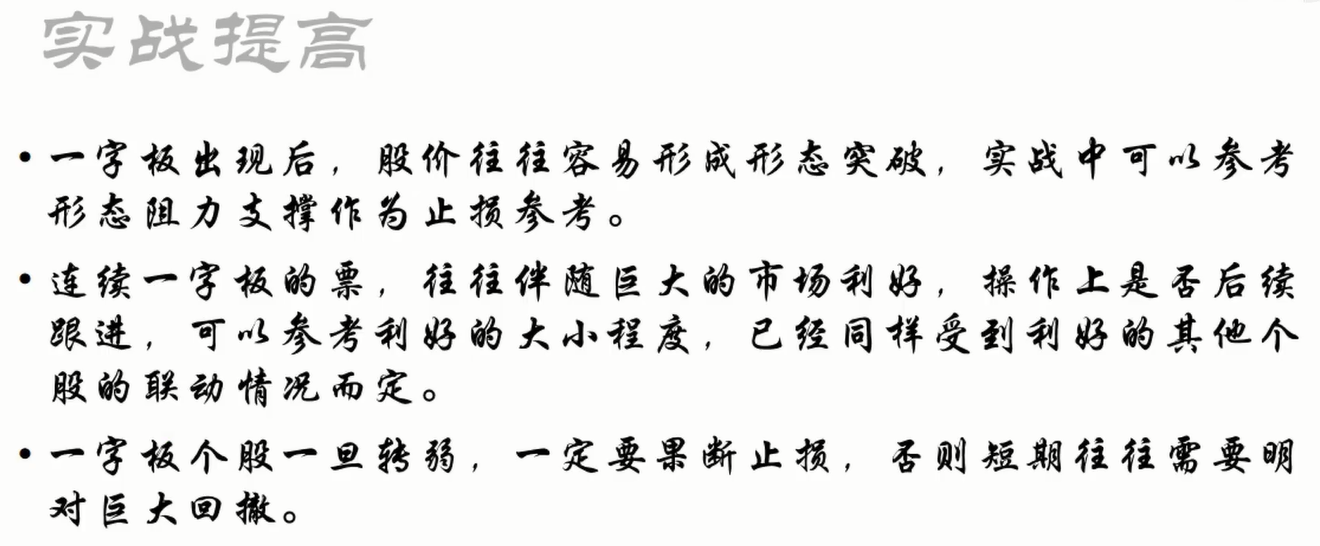 实战提高
•一字板出现后，股价往往容易形成形态突破，实战中可以参考
形态阻力支撑作为止损参考。
•连续一字板的票，往往伴随巨大的市场利好，操作上是否后续
跟进，可以参考利好的大小程度，已经同样受到利好的其他个
股的联动情况而定。
•一字板个股一旦转弱，一定要果断止损，否则短期往往需要明
对巨大回撤。